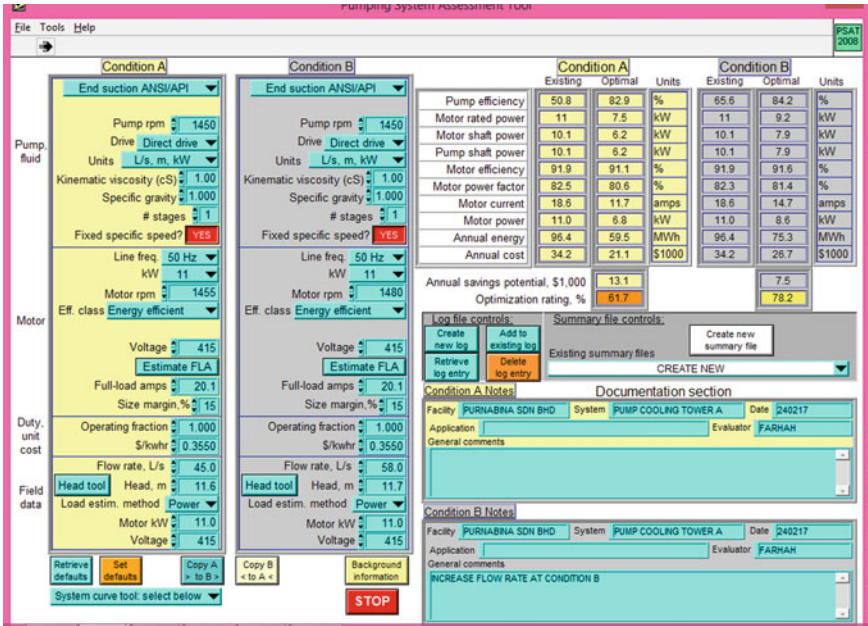 Pumping System Assessment Tool
File Tools Help
PSAT
2008
Condition A
End suction ANSI/API
Pump, fluid
Pump rpm 1450
Drive Direct drive
Units L/s, m, kW
Kinematic viscosity (cS) 1.00
Specific gravity 1.000
# stages 1
Fixed specific speed? YES
Motor
Line freq. 50 Hz
kW 11
Motor rpm 1455
Eff. class Energy efficient
Voltage 415
Estimate FLA
Full-load amps 20.1
Size margin,% 15
Duty, unit cost
Operating fraction 1.000
$/kwhr 0.3550
Field data
Flow rate, L/s 45.0
Head tool Head, m 11.6
Load estim. method Power
Motor kW 11.0
Voltage 415
Retrieve defaults
Set defaults
Copy A > to B >
System curve tool: select below
Condition B
End suction ANSI/API
Pump rpm 1450
Drive Direct drive
Units L/s, m, kW
Kinematic viscosity (cS) 1.00
Specific gravity 1.000
# stages 1
Fixed specific speed? YES
Line freq. 50 Hz
kW 11
Motor rpm 1480
Eff. class Energy efficient
Voltage 415
Estimate FLA
Full-load amps 20.1
Size margin,% 15
Operating fraction 1.000
$/kwhr 0.3550
Flow rate, L/s 58.0
Head tool Head, m 11.7
Load estim. method Power
Motor kW 11.0
Voltage 415
Copy B < to A <
Background information
STOP
Condition A Condition B
Existing Optimal Units Existing Optimal Units
Pump efficiency 50.8 82.9 % 65.6 84.2 %
Motor rated power 11 7.5 kW 11 9.2 kW
Motor shaft power 10.1 6.2 kW 10.1 7.9 kW
Pump shaft power 10.1 6.2 kW 10.1 7.9 kW
Motor efficiency 91.9 91.1 % 91.9 91.6 %
Motor power factor 82.5 80.6 % 82.3 81.4 %
Motor current 18.6 11.7 amps 18.6 14.7 amps
Motor power 11.0 6.8 kW 11.0 8.6 kW
Annual energy 96.4 59.5 MWh 96.4 75.3 MWh
Annual cost 34.2 21.1 $1000 34.2 26.7 $1000
Annual savings potential, $1,000 13.1 7.5
Optimization rating, % 61.7 78.2
Log file controls:
Create new log
Add to existing log
Retrieve log entry
Delete log entry
Summary file controls:
Create new summary file
Existing summary files
CREATE NEW
Condition A Notes Documentation section
Facility PURNABINA SDN BHD System PUMP COOLING TOWER A Date 240217
Application Evaluator FARHAH
General comments
Condition B Notes
Facility PURNABINA SDN BHD System PUMP COOLING TOWER A Date 240217
Application Evaluator FARHAH
General comments
INCREASE FLOW RATE AT CONDITION B